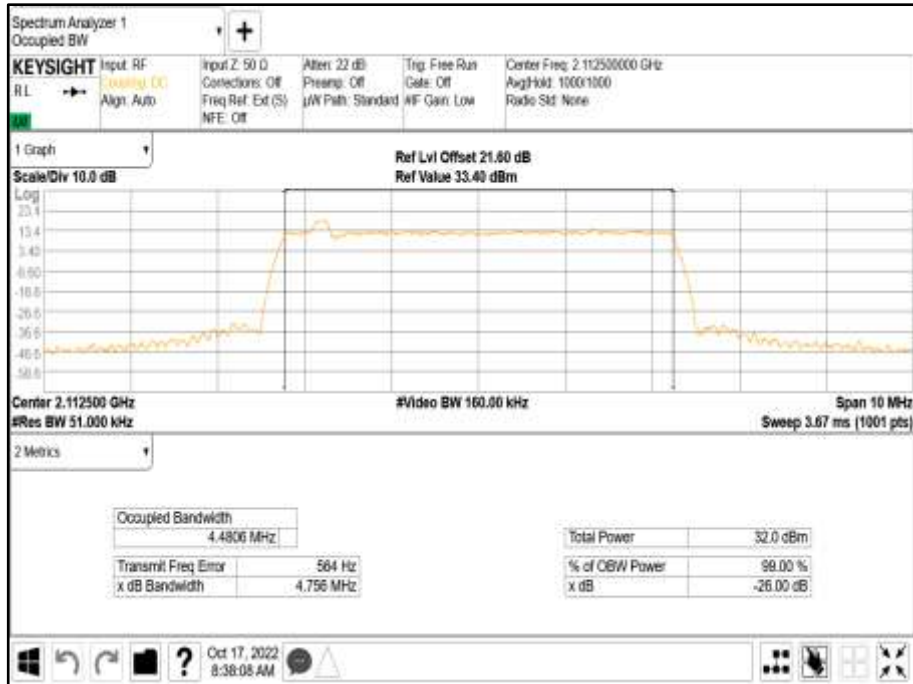 Spectrum Analyzer 1
Occupied BW
+
KEYSIGHT
R L
Input: RF
Coupling: DC
Align: Auto
Input Z: 50 Ω
Corrections: Off
Freq Ref: Ext (S)
NFE: Off
Atten: 22 dB
Preamp: Off
µW Path: Standard
Trig: Free Run
Gate: Off
#IF Gain: Low
Center Freq: 2.112500000 GHz
Avg|Hold: 1000/1000
Radio Std: None
1 Graph
Scale/Div 10.0 dB
Ref Lvl Offset 21.60 dB
Ref Value 33.40 dBm
Log
23.4
13.4
3.40
-6.60
-16.6
-26.6
-36.6
-46.6
-56.6
Center 2.112500 GHz
#Video BW 160.00 kHz
Span 10 MHz
#Res BW 51.000 kHz
Sweep 3.67 ms (1001 pts)
2 Metrics
Occupied Bandwidth
4.4806 MHz
Total Power 32.0 dBm
Transmit Freq Error 564 Hz
% of OBW Power 99.00 %
x dB Bandwidth 4.756 MHz
x dB -26.00 dB
?
Oct 17, 2022
8:38:08 AM